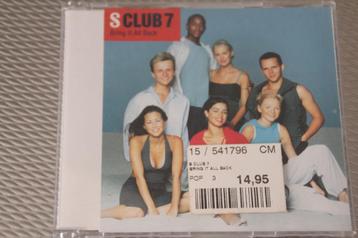 S CLUB 7
Bring It All Back
15 / 541796 CM
S CLUB 7
BRING IT ALL BACK
POP 3 14,95